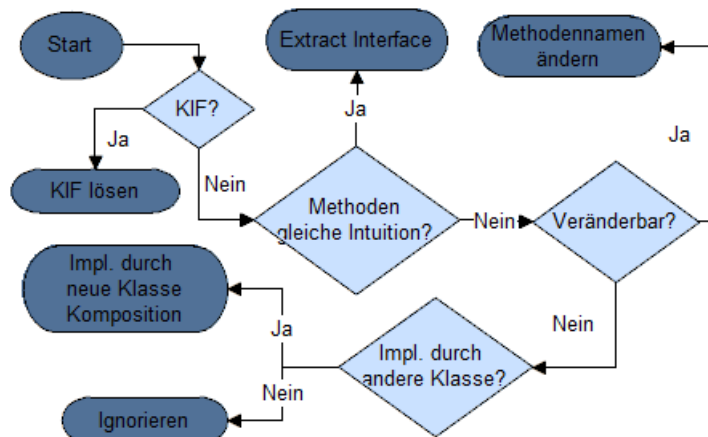 Start
Extract Interface
Methodennamen
ändern
KIF?
Ja
Ja
Ja
KIF lösen
Nein
Methoden
gleiche Intuition?
Nein
Veränderbar?
Impl. durch
neue Klasse
Komposition
Ja
Nein
Impl. durch
andere Klasse?
Nein
Ignorieren